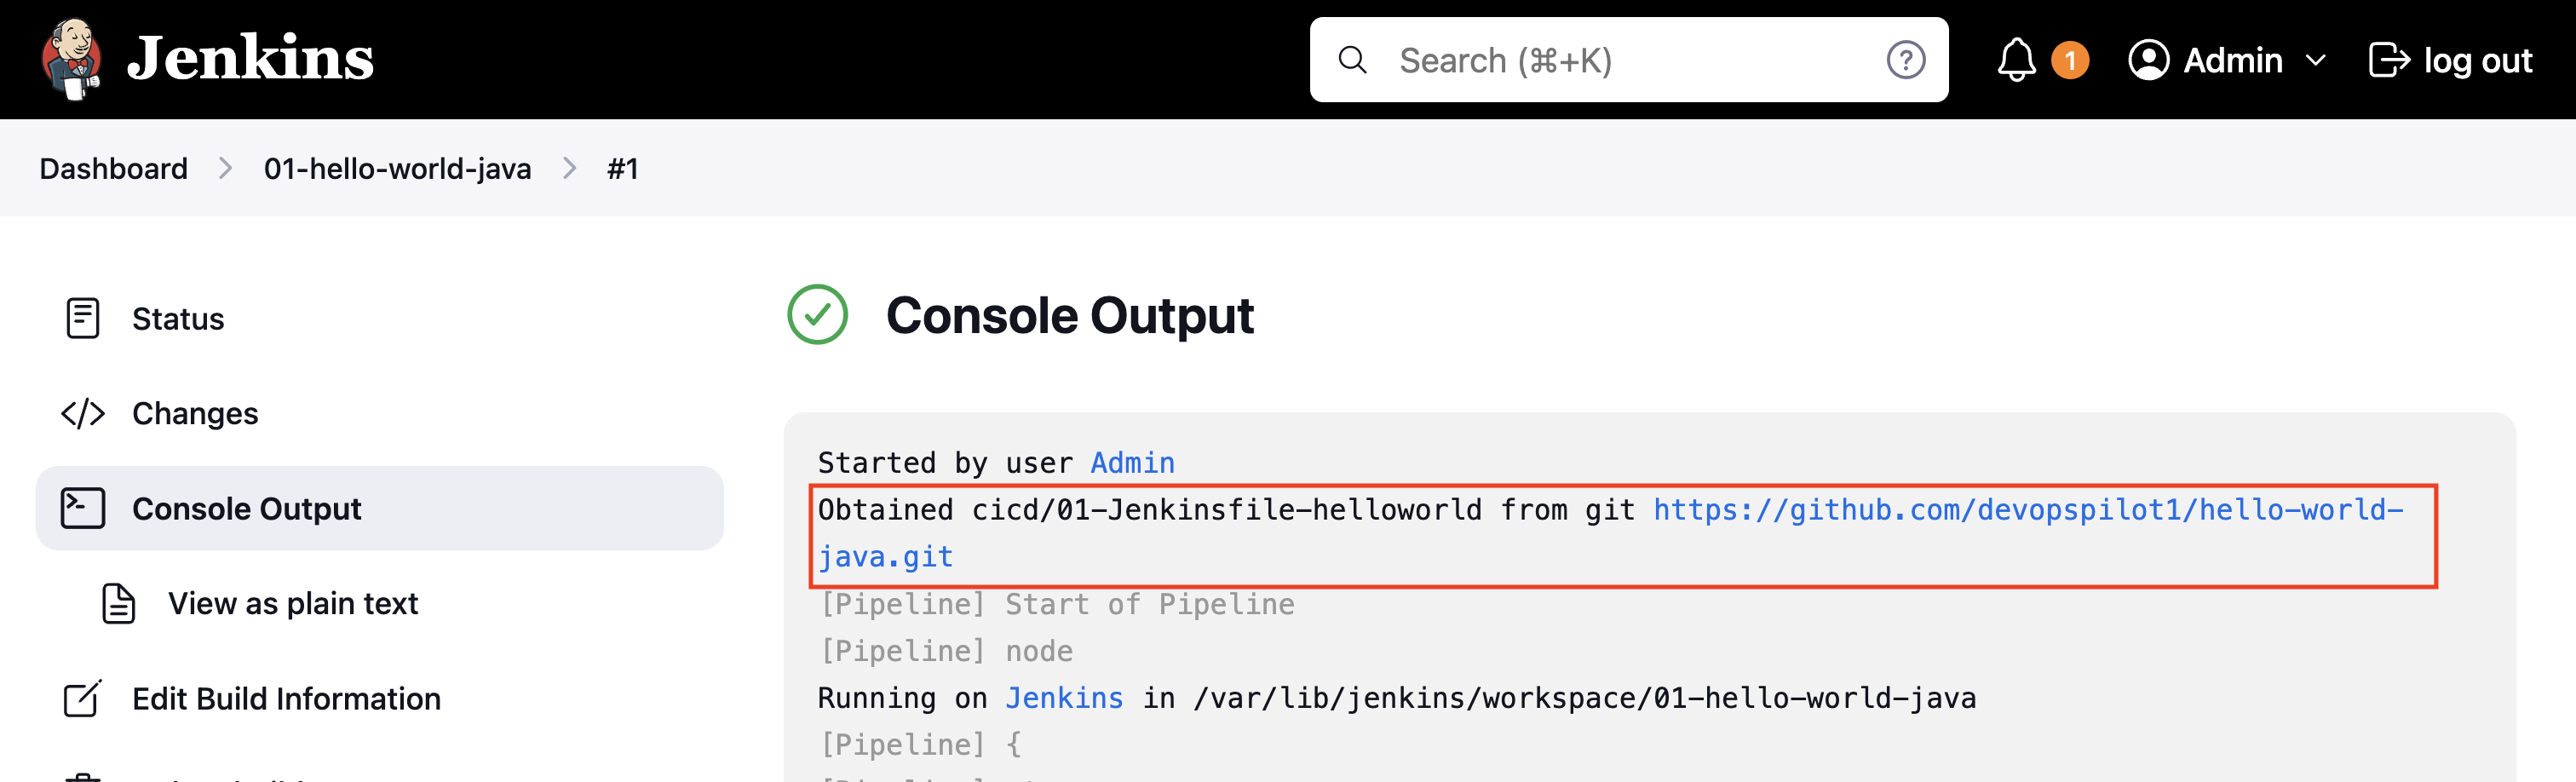 Jenkins
Search (⌘+K)
?
1
Admin
log out
Dashboard > 01-hello-world-java > #1
Status
Changes
Console Output
View as plain text
Edit Build Information
Console Output
Started by user Admin
Obtained cicd/01-Jenkinsfile-helloworld from git https://github.com/devopspilot1/hello-world-
java.git
[Pipeline] Start of Pipeline
[Pipeline] node
Running on Jenkins in /var/lib/jenkins/workspace/01-hello-world-java
[Pipeline] {